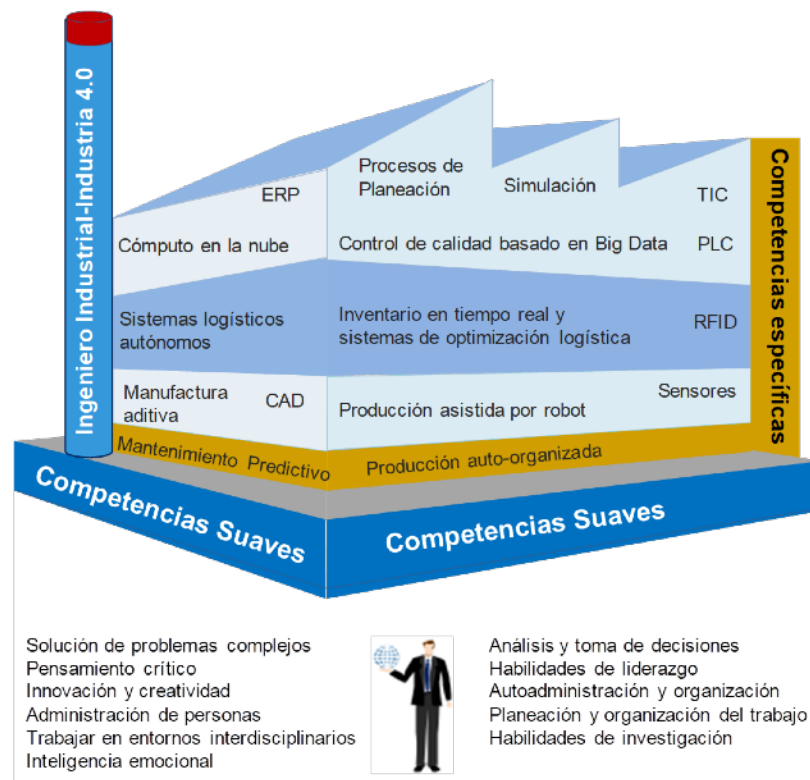 Ingeniero Industrial-Industria 4.0
ERP
Cómputo en la nube
Procesos de
Planeación
Simulación
TIC
Control de calidad basado en Big Data
PLC
Sistemas logísticos
autónomos
Inventario en tiempo real y
sistemas de optimización logística
RFID
Manufactura
aditiva
CAD
Producción asistida por robot
Sensores
Mantenimiento Predictivo
Producción auto-organizada
Competencias específicas
Competencias Suaves
Competencias Suaves
Solución de problemas complejos
Pensamiento crítico
Innovación y creatividad
Administración de personas
Trabajar en entornos interdisciplinarios
Inteligencia emocional
Análisis y toma de decisiones
Habilidades de liderazgo
Autoadministración y organización
Planeación y organización del trabajo
Habilidades de investigación